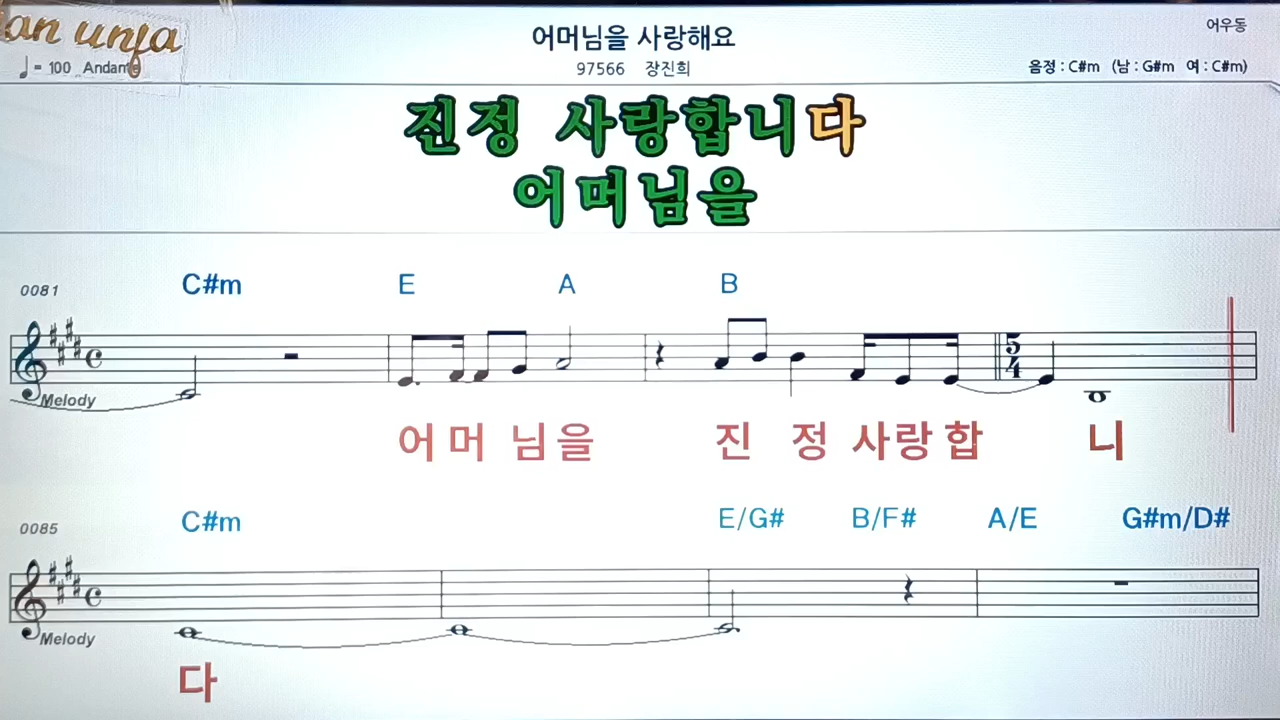 an unja
어머님을 사랑해요
어우동
♩= 100 Andante
97566 장진희
음정 : C#m (남 : G#m 여 : C#m)
진정 사랑합니다
어머님을
0081 C#m E A B
5/4
Melody
어 머 님 을 진 정 사 랑 합 니
0085 C#m E/G# B/F# A/E G#m/D#
Melody
다